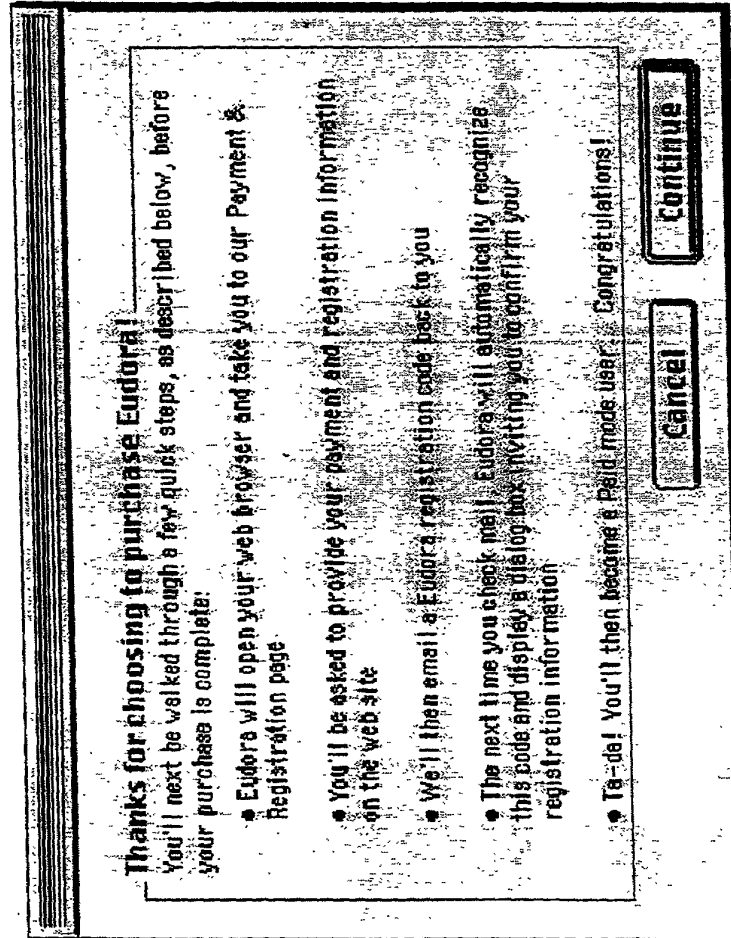 Thanks for choosing to purchase Eudora!
You'll next be walked through a few quick steps, as described below, before
your purchase is complete:
● Eudora will open your web browser and take you to our Payment &
Registration page
● You'll be asked to provide your payment and registration information
on the web site
● We'll then email a Eudora registration code back to you
● The next time you check mail, Eudora will automatically recognize
this code and display a dialog box inviting you to confirm your
registration information
● Ta-da! You'll then become a Paid mode user... Congratulations!
Cancel
Continue